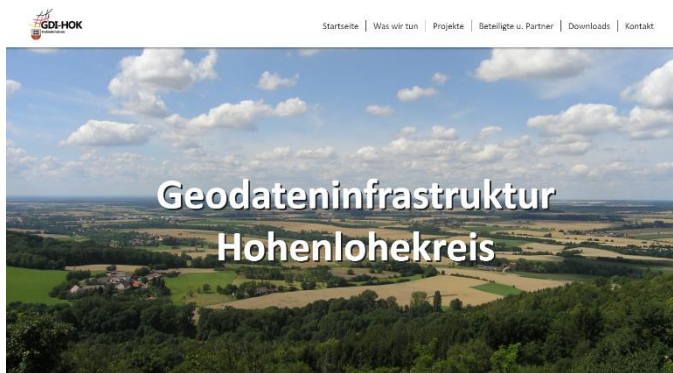 GDI-HOK
Startseite | Was wir tun | Projekte | Beteiligte u. Partner | Downloads | Kontakt
Geodateninfrastruktur
Hohenlohekreis